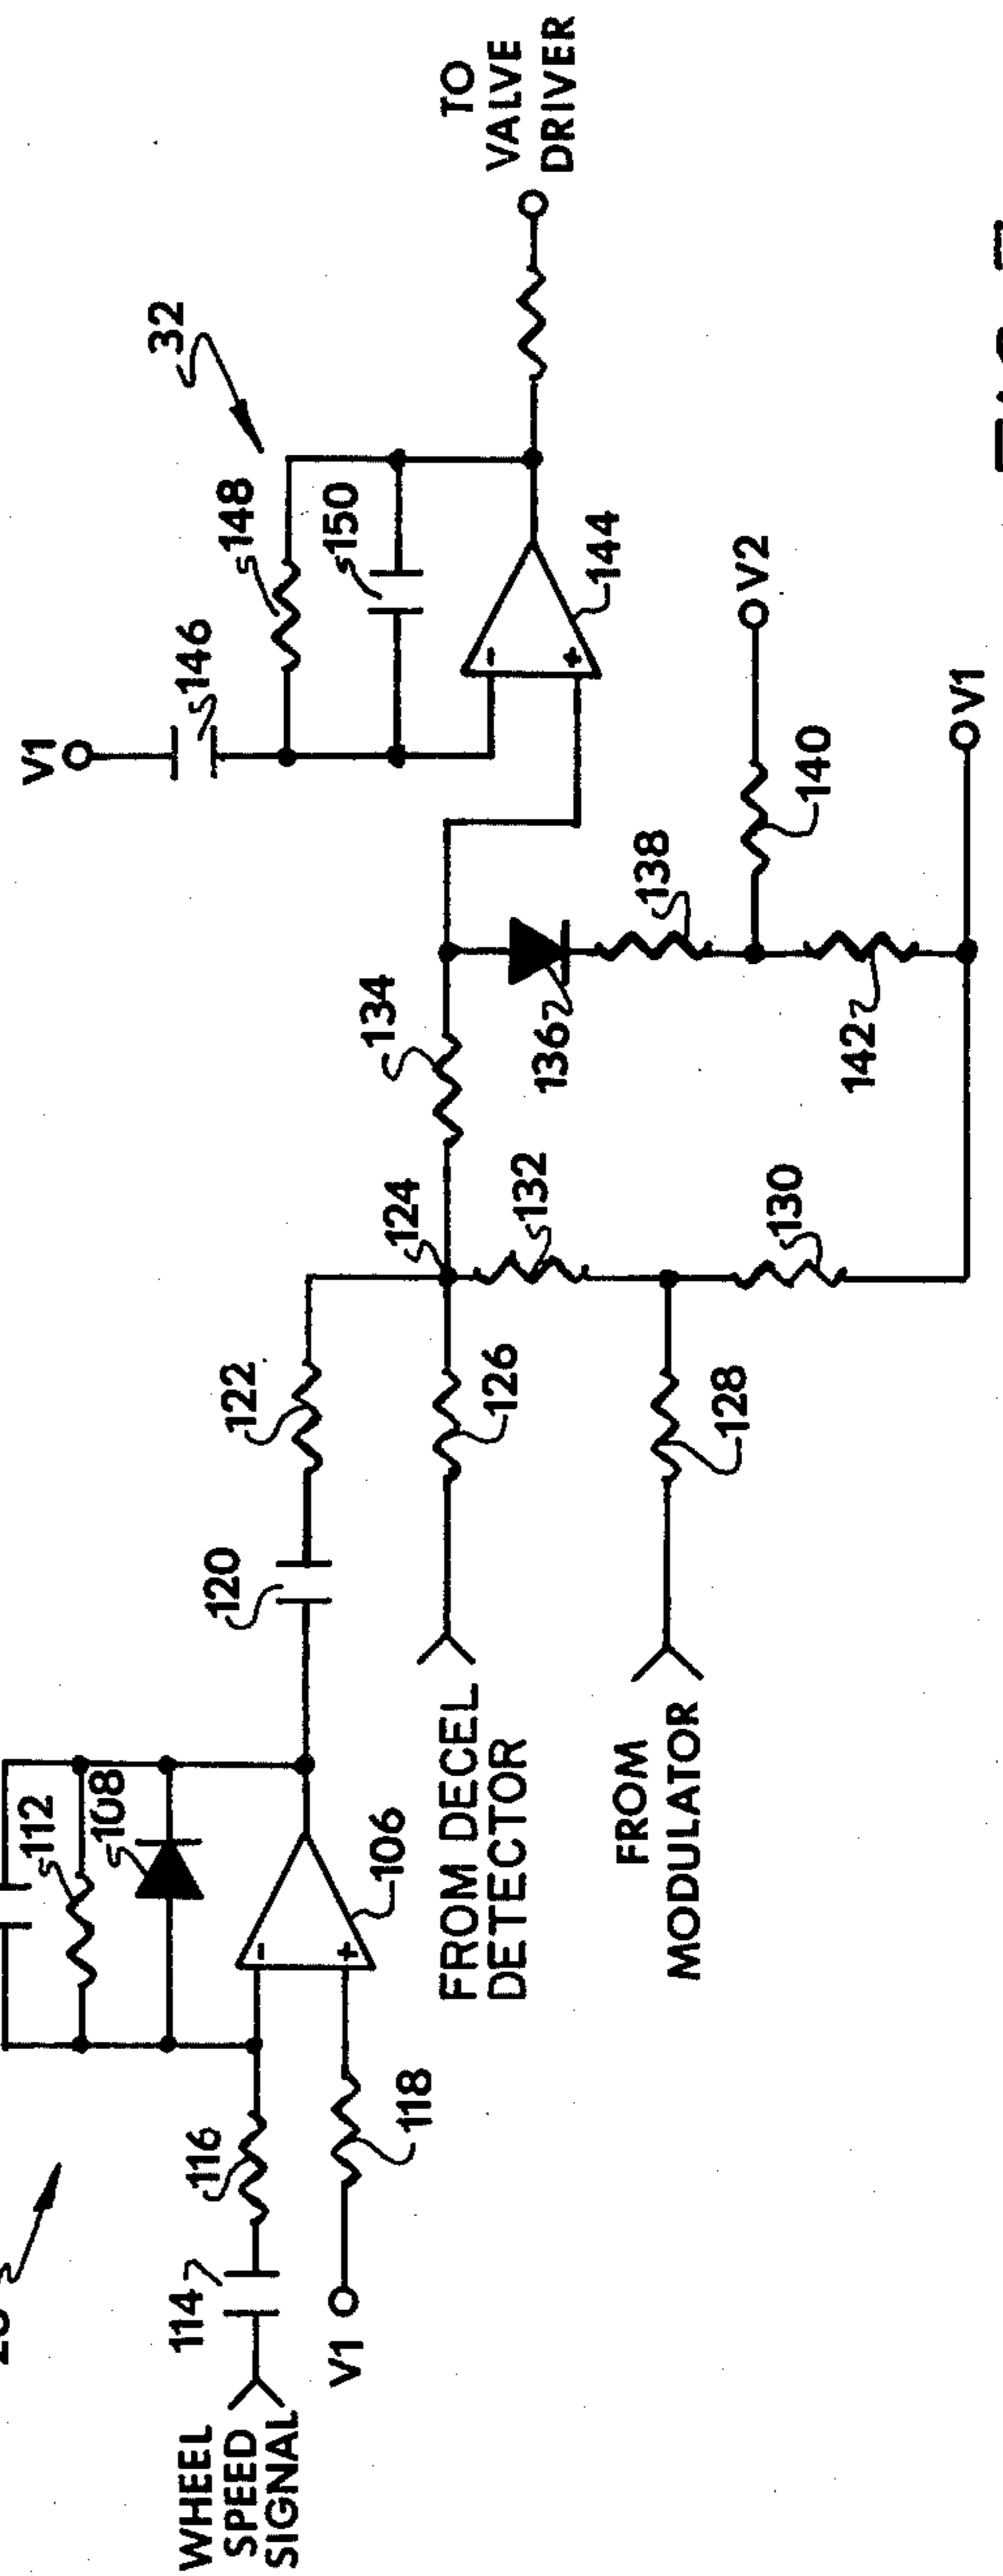 V1
146
148
32
150
TO
VALVE
DRIVER
144
112
108
106
120
122
124
134
136
138
V2
140
142
V1
132
130
126
128
FROM DECEL
DETECTOR
FROM
MODULATOR
WHEEL
SPEED
SIGNAL
114
116
118
V1
-
+
-
+